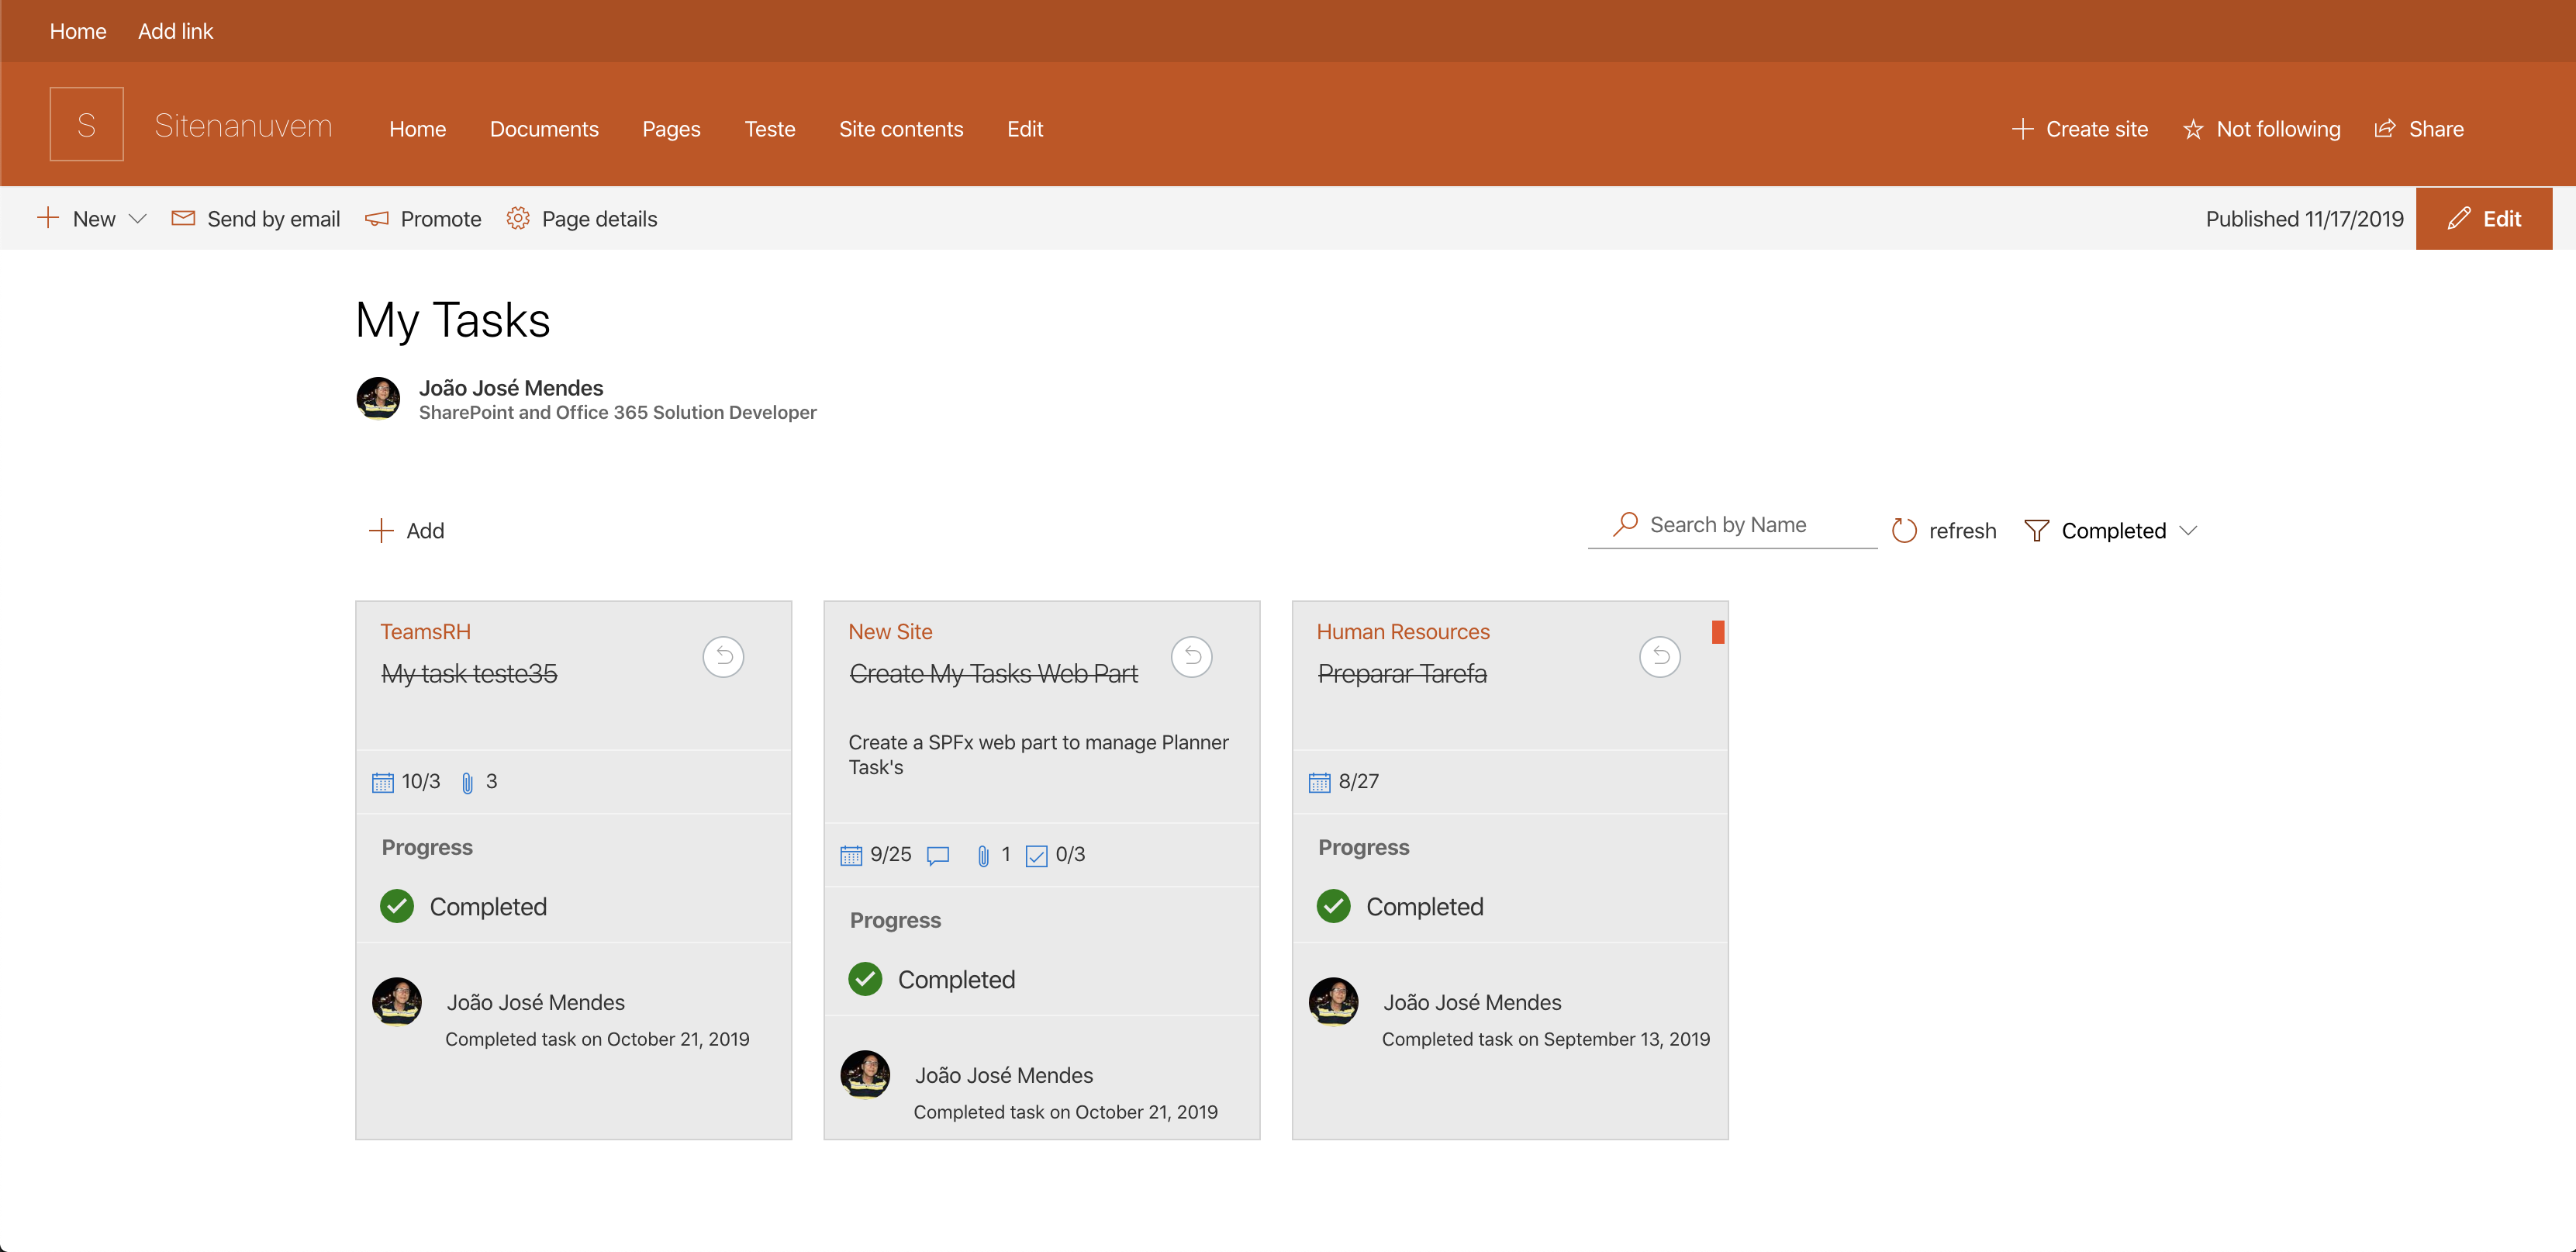 Home Add link
S Sitenanuvem Home Documents Pages Teste Site contents Edit Create site Not following Share
New Send by email Promote Page details Published 11/17/2019 Edit
My Tasks
João José Mendes
SharePoint and Office 365 Solution Developer
Add Search by Name refresh Completed
TeamsRH
My task teste35
10/3 3
Progress
Completed
João José Mendes
Completed task on October 21, 2019
New Site
Create My Tasks Web Part
Create a SPFx web part to manage Planner
Task's
9/25 1 0/3
Progress
Completed
João José Mendes
Completed task on October 21, 2019
Human Resources
Preparar Tarefa
8/27
Progress
Completed
João José Mendes
Completed task on September 13, 2019